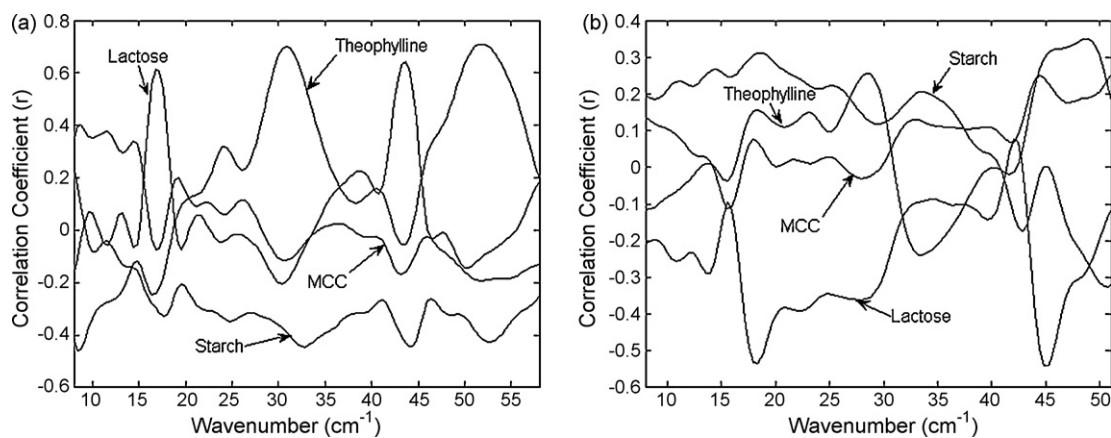 (a)
0.8
0.6
0.4
0.2
0
-0.2
-0.4
-0.6
Correlation Coefficient (r)
Lactose
Theophylline
MCC
Starch
10 15 20 25 30 35 40 45 50 55
Wavenumber (cm⁻¹)
(b)
0.4
0.3
0.2
0.1
0
-0.1
-0.2
-0.3
-0.4
-0.5
-0.6
Correlation Coefficient (r)
Starch
Theophylline
MCC
Lactose
10 15 20 25 30 35 40 45 50
Wavenumber (cm⁻¹)